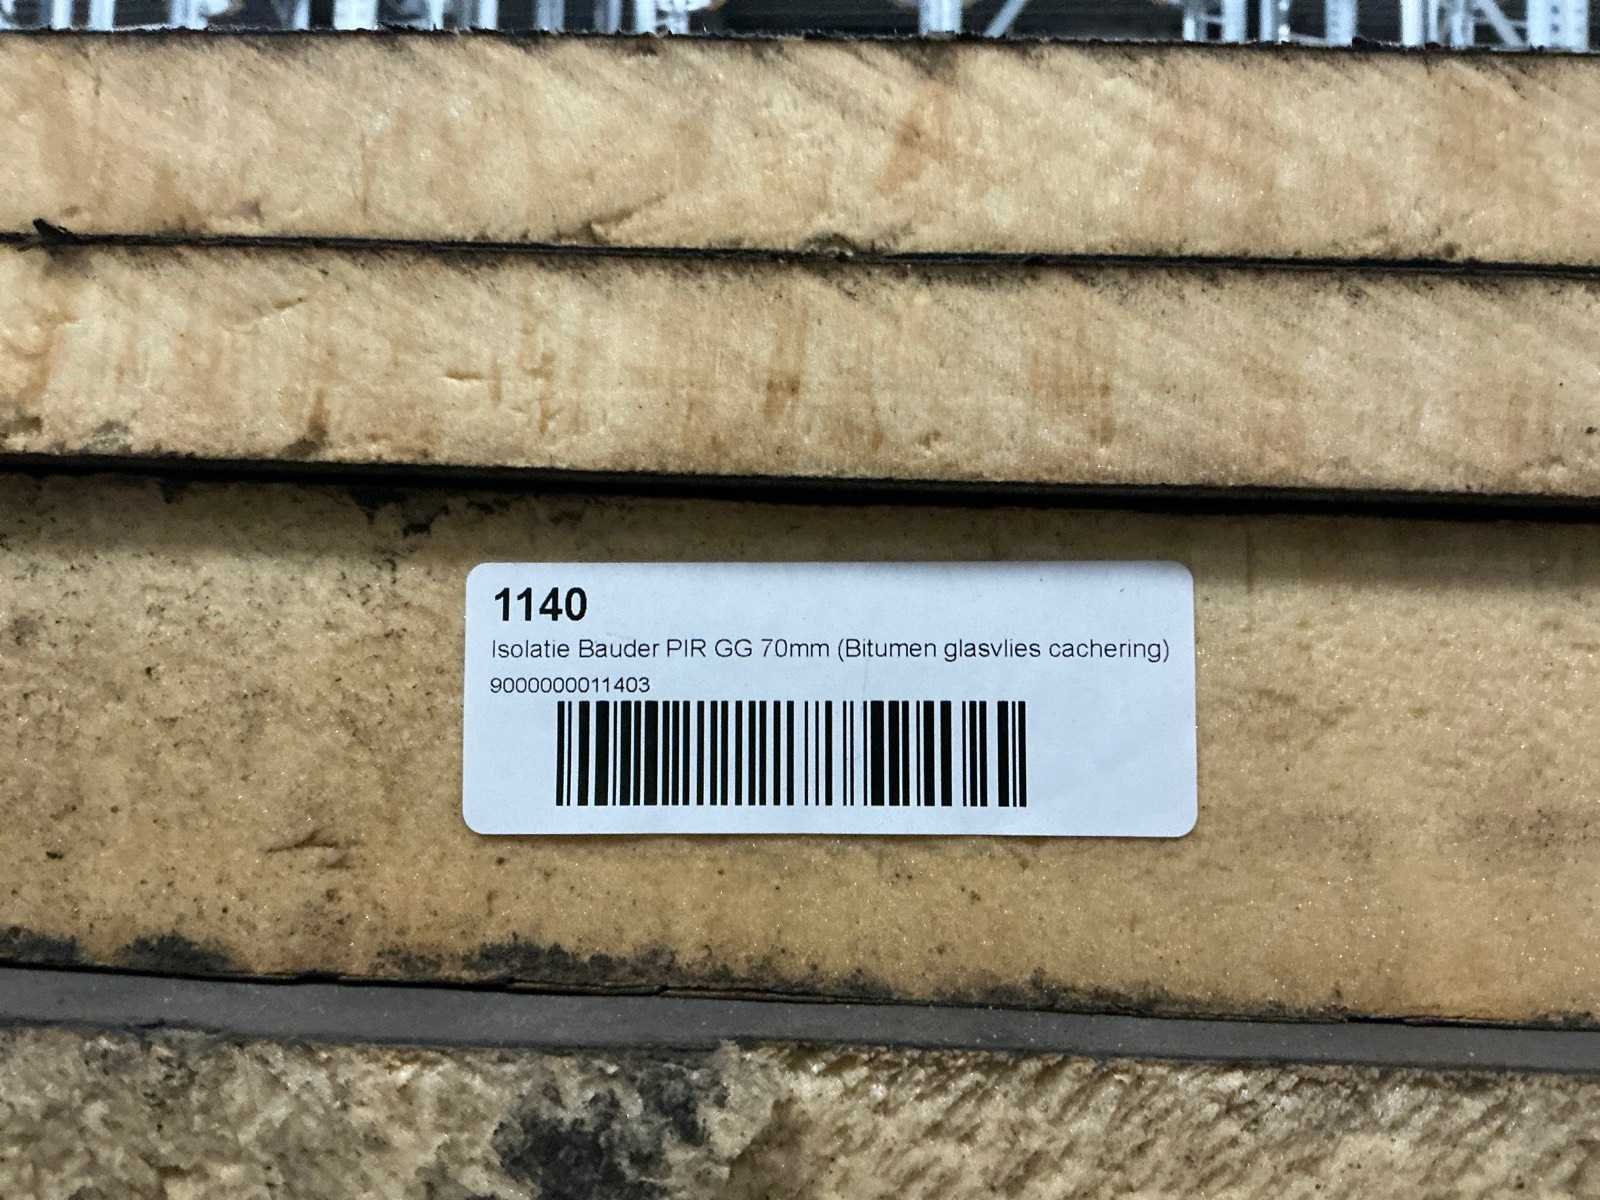 1140
Isolatie Bauder PIR GG 70mm (Bitumen glasvlies cachering)
9000000011403